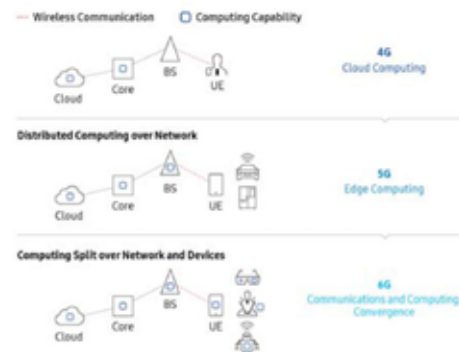 Wireless Communication
Computing Capability
Cloud
Core
BS
UE
4G
Cloud Computing
Distributed Computing over Network
Cloud
Core
BS
UE
5G
Edge Computing
Computing Split over Network and Devices
Cloud
Core
BS
UE
6G
Communications and Computing
Convergence